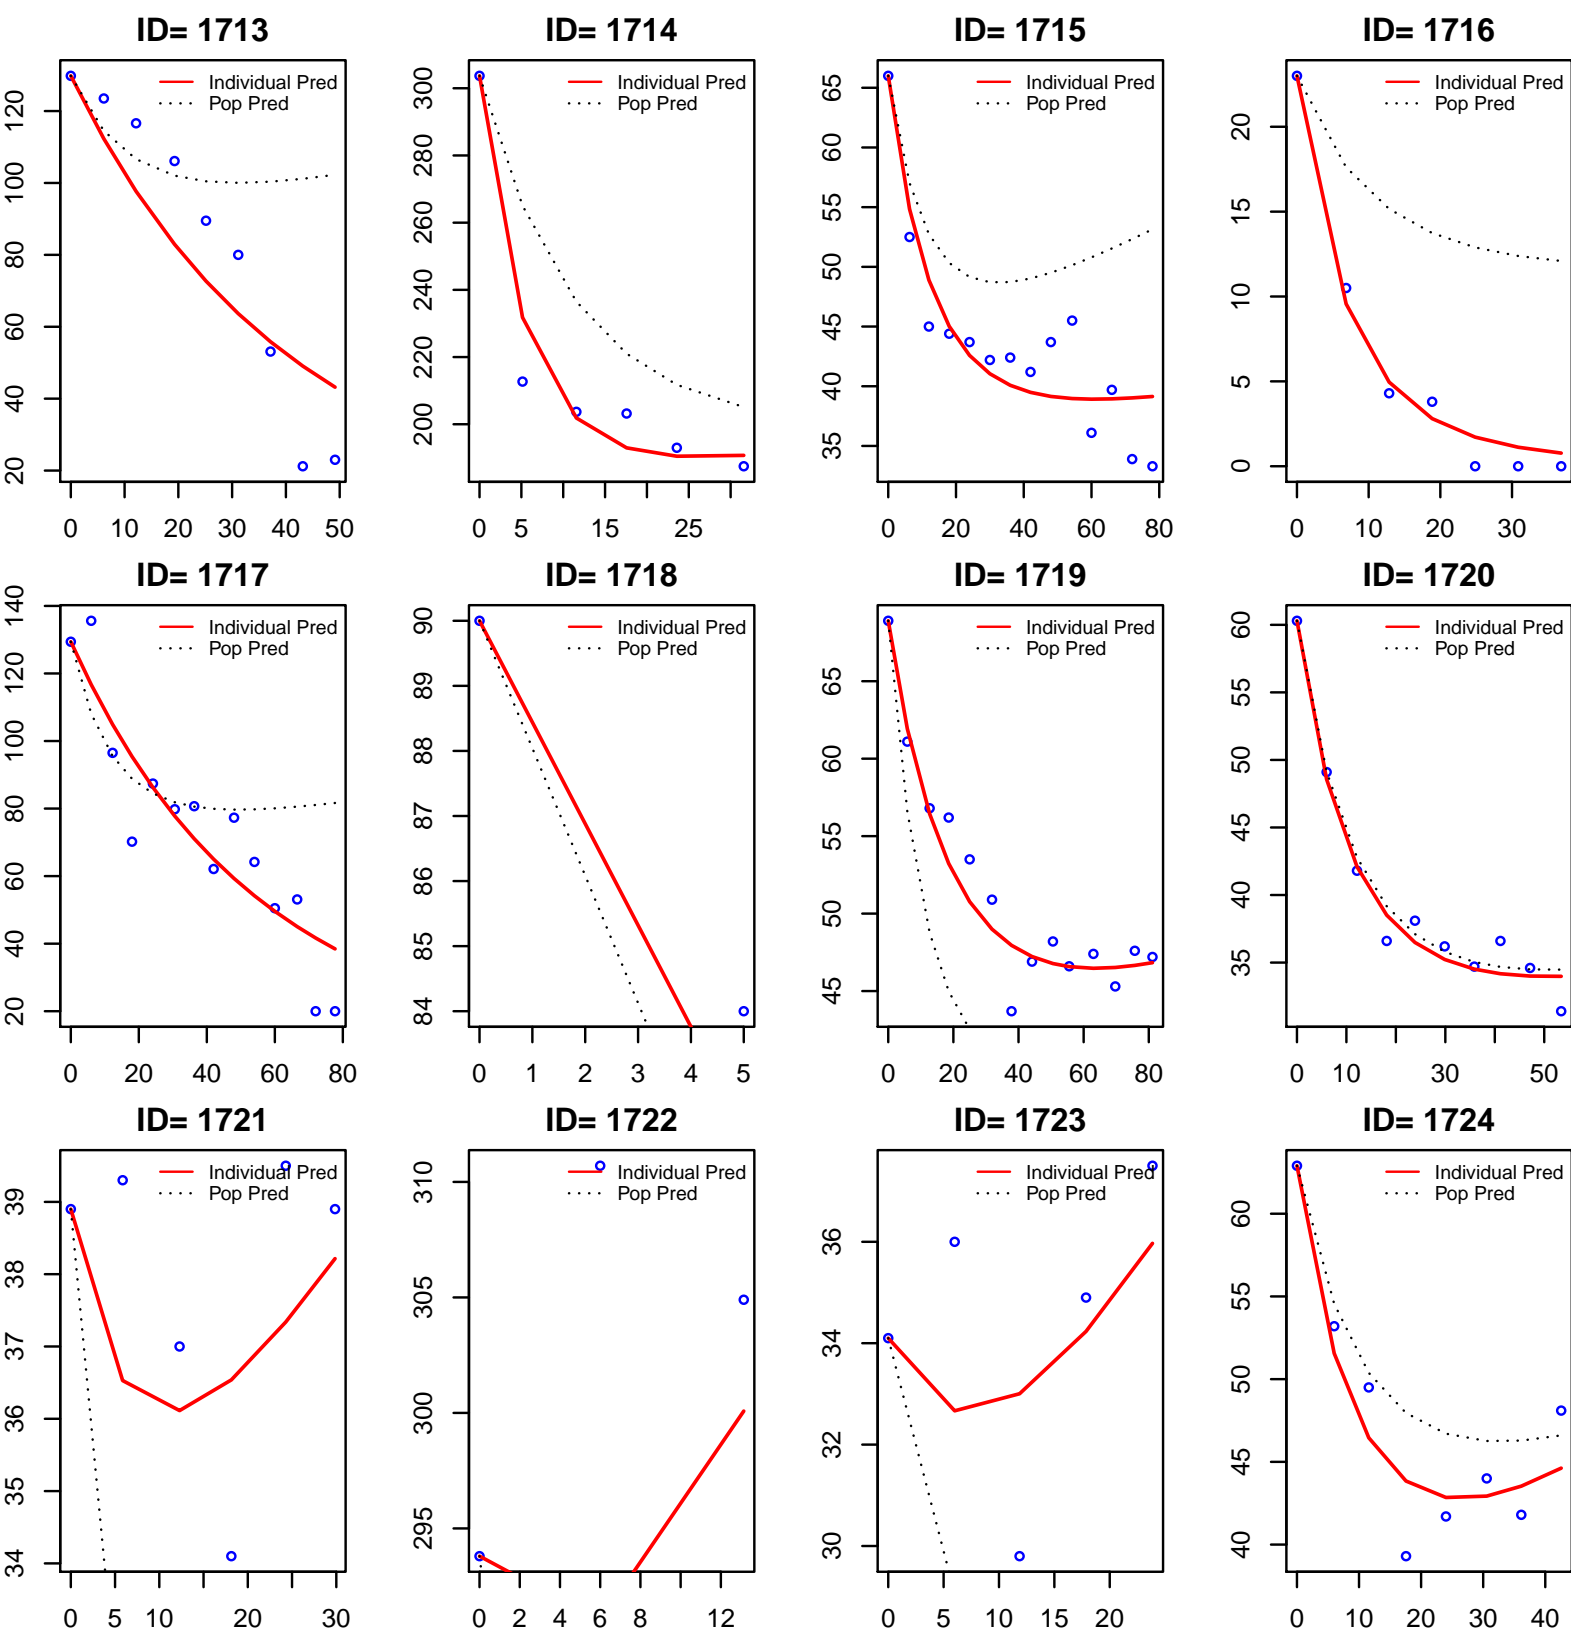 ID= 1713
ID= 1714
ID= 1715
ID= 1716
Individual Pred
Pop Pred
20 40 60 80 100 120
0 10 20 30 40 50
Individual Pred
Pop Pred
200 220 240 260 280 300
0 5 15 25
Individual Pred
Pop Pred
35 40 45 50 55 60 65
0 20 40 60 80
Individual Pred
Pop Pred
0 5 10 15 20
0 10 20 30
ID= 1717
ID= 1718
ID= 1719
ID= 1720
Individual Pred
Pop Pred
20 40 60 80 100 120 140
0 20 40 60 80
Individual Pred
Pop Pred
84 85 86 87 88 89 90
0 1 2 3 4 5
Individual Pred
Pop Pred
45 50 55 60 65
0 20 40 60 80
Individual Pred
Pop Pred
35 40 45 50 55 60
0 10 30 50
ID= 1721
ID= 1722
ID= 1723
ID= 1724
Individual Pred
Pop Pred
34 35 36 37 38 39
0 5 10 20 30
Individual Pred
Pop Pred
295 300 305 310
0 2 4 6 8 12
Individual Pred
Pop Pred
30 32 34 36
0 5 10 15 20
Individual Pred
Pop Pred
40 45 50 55 60
0 10 20 30 40